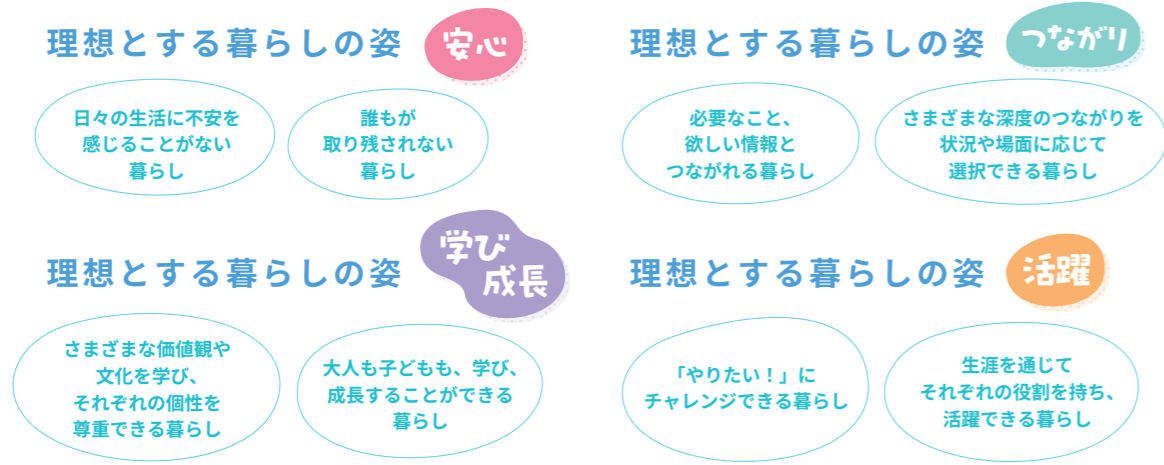 理想とする暮らしの姿 安心
日々の生活に不安を
感じることがない
暮らし
誰もが
取り残されない
暮らし
理想とする暮らしの姿 つながり
必要なこと、
欲しい情報と
つながれる暮らし
さまざまな深度のつながりを
状況や場面に応じて
選択できる暮らし
理想とする暮らしの姿 学び
成長
さまざまな価値観や
文化を学び、
それぞれの個性を
尊重できる暮らし
大人も子どもも、学び、
成長することができる
暮らし
理想とする暮らしの姿 活躍
「やりたい！」に
チャレンジできる暮らし
生涯を通じて
それぞれの役割を持ち、
活躍できる暮らし